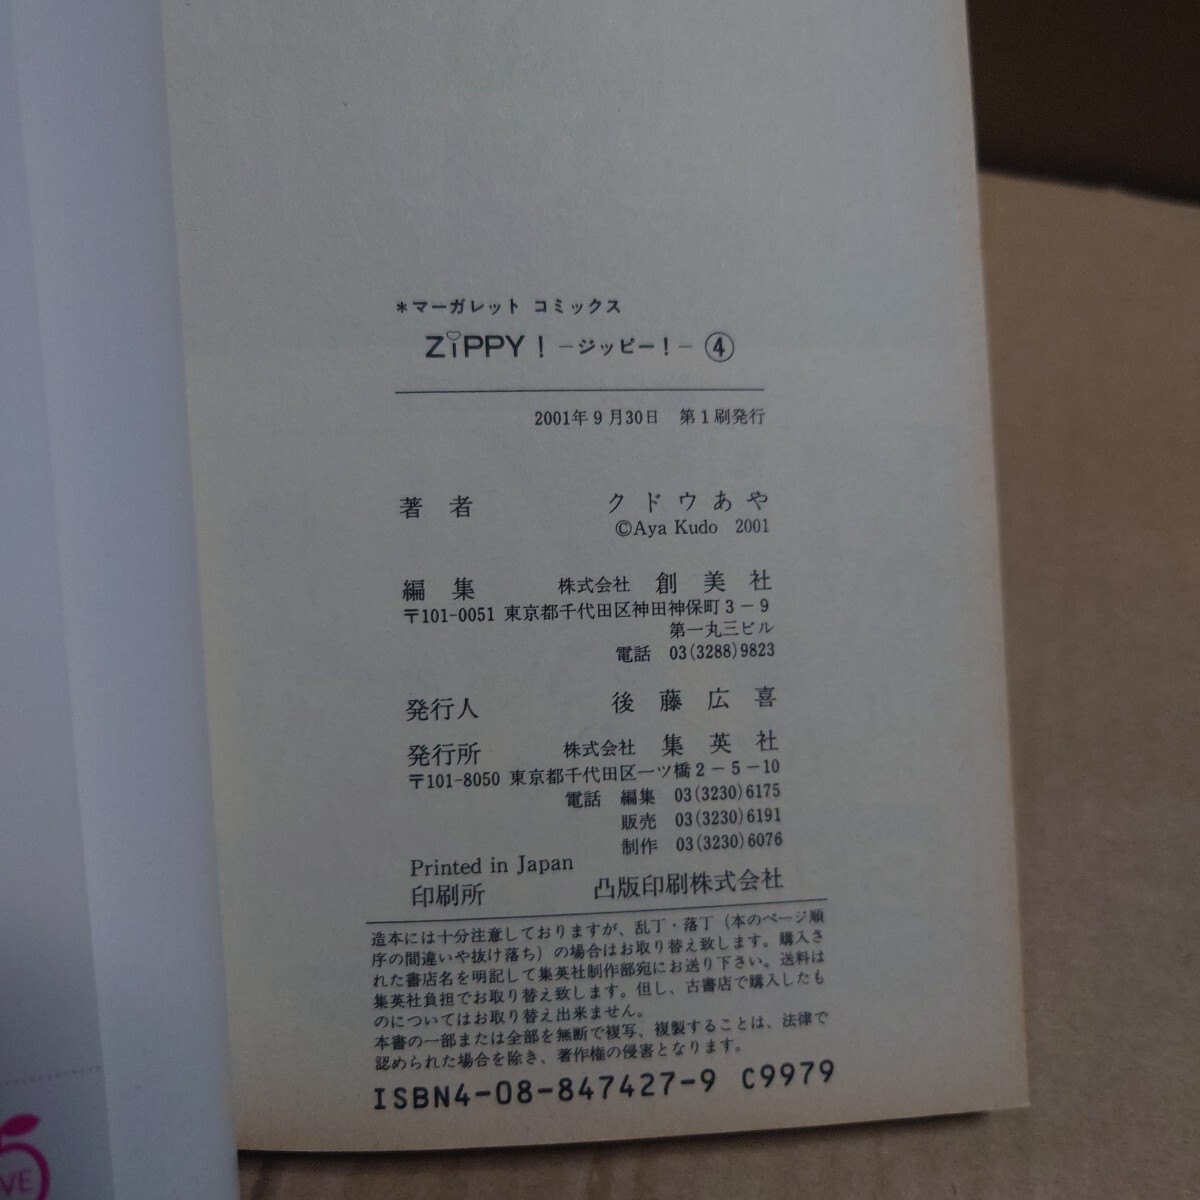 *マーガレット コミックス
ZiPPY! −ジッピー!− ④
2001年9月30日 第1刷発行
著者 クドウあや
©Aya Kudo 2001
編集 株式会社 創美社
〒101-0051 東京都千代田区神田神保町3−9
第一丸三ビル
電話 03(3288)9823
発行人 後藤広喜
発行所 株式会社 集英社
〒101-8050 東京都千代田区一ツ橋2−5−10
電話 編集 03(3230)6175
販売 03(3230)6191
制作 03(3230)6076
Printed in Japan
印刷所 凸版印刷株式会社
造本には十分注意しておりますが、乱丁・落丁(本のページ順
序の間違いや抜け落ち)の場合はお取り替え致します。購入さ
れた書店名を明記して集英社制作部宛にお送り下さい。送料は
集英社負担でお取り替え致します。但し、古書店で購入したも
のについてはお取り替え出来ません。
本書の一部または全部を無断で複写、複製することは、法律で
認められた場合を除き、著作権の侵害となります。
ISBN4-08-847427-9 C9979